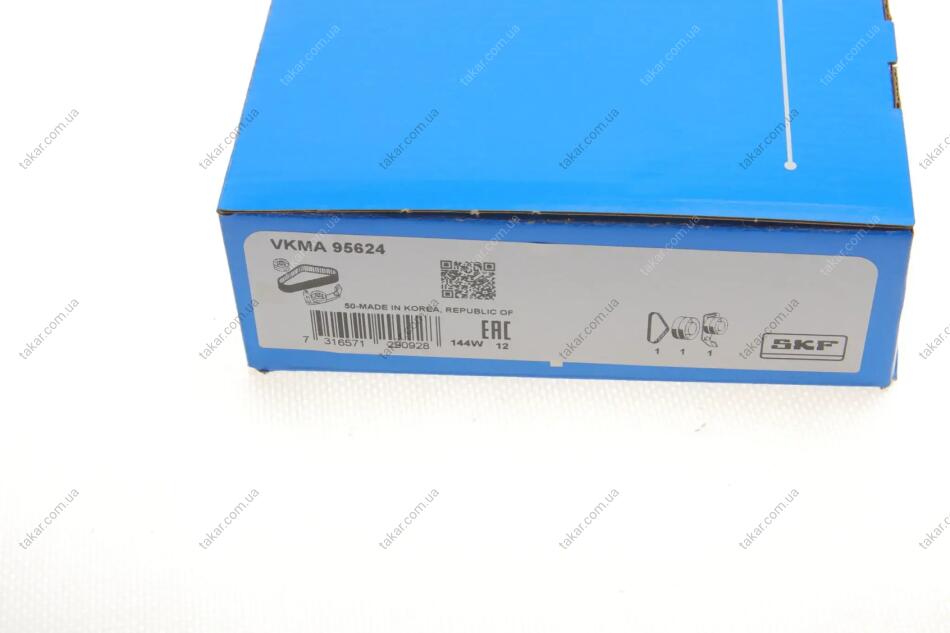 VKMA 95624
50-MADE IN KOREA, REPUBLIC OF
EAC
7 316571 290928
144W 12
1 1 1
SKF
takar.com.ua